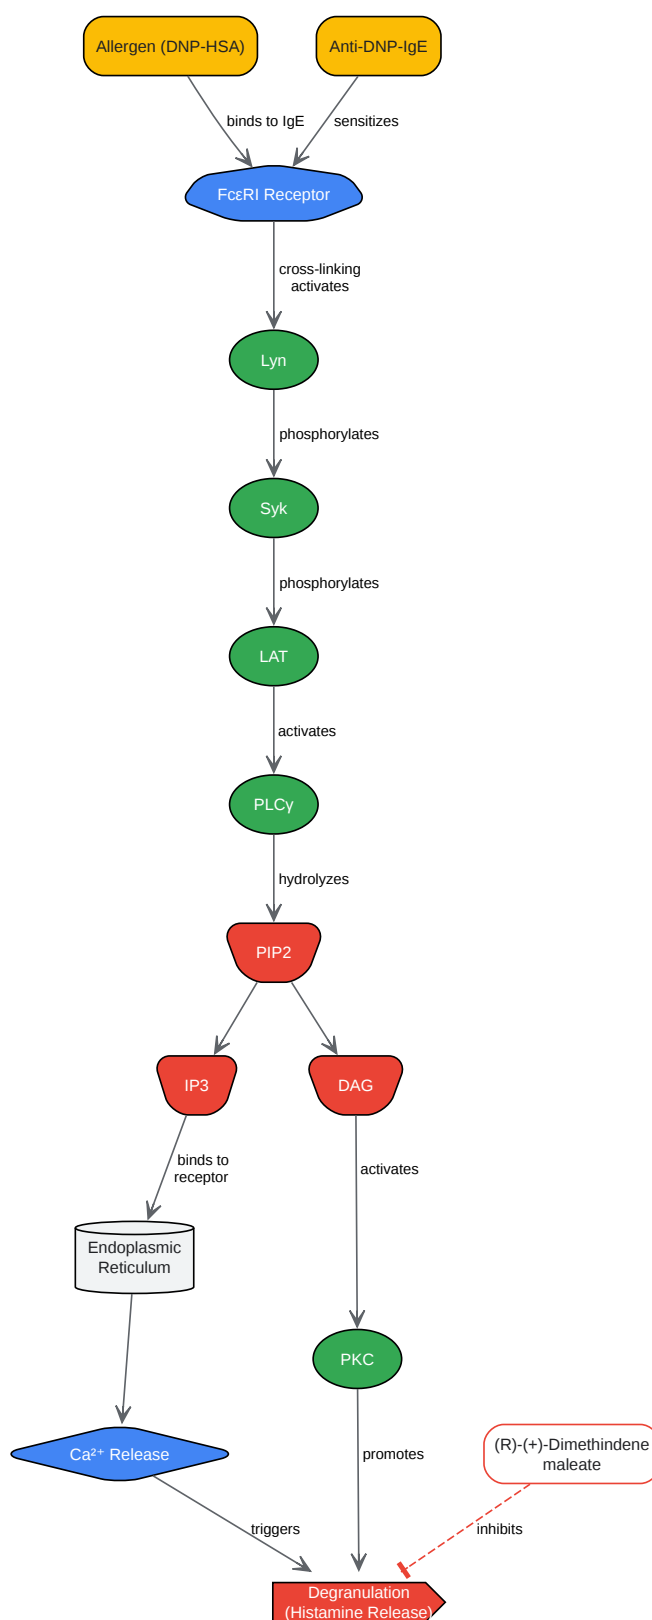 Allergen (DNP-HSA)
Anti-DNP-IgE
binds to IgE
sensitizes
FcεRI Receptor
cross-linking
activates
Lyn
phosphorylates
Syk
phosphorylates
LAT
activates
PLCγ
hydrolyzes
PIP2
IP3
DAG
binds to
receptor
activates
Endoplasmic
Reticulum
PKC
Ca²⁺ Release
promotes
(R)-(+)-Dimethindene
maleate
triggers
inhibits
Degranulation
(Histamine Release)